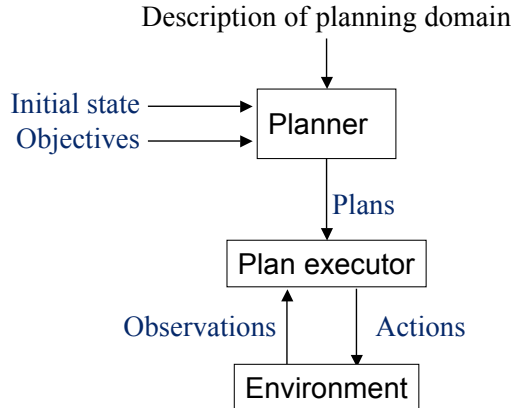 Description of planning domain
Initial state
Objectives
Planner
Plans
Plan executor
Observations
Actions
Environment